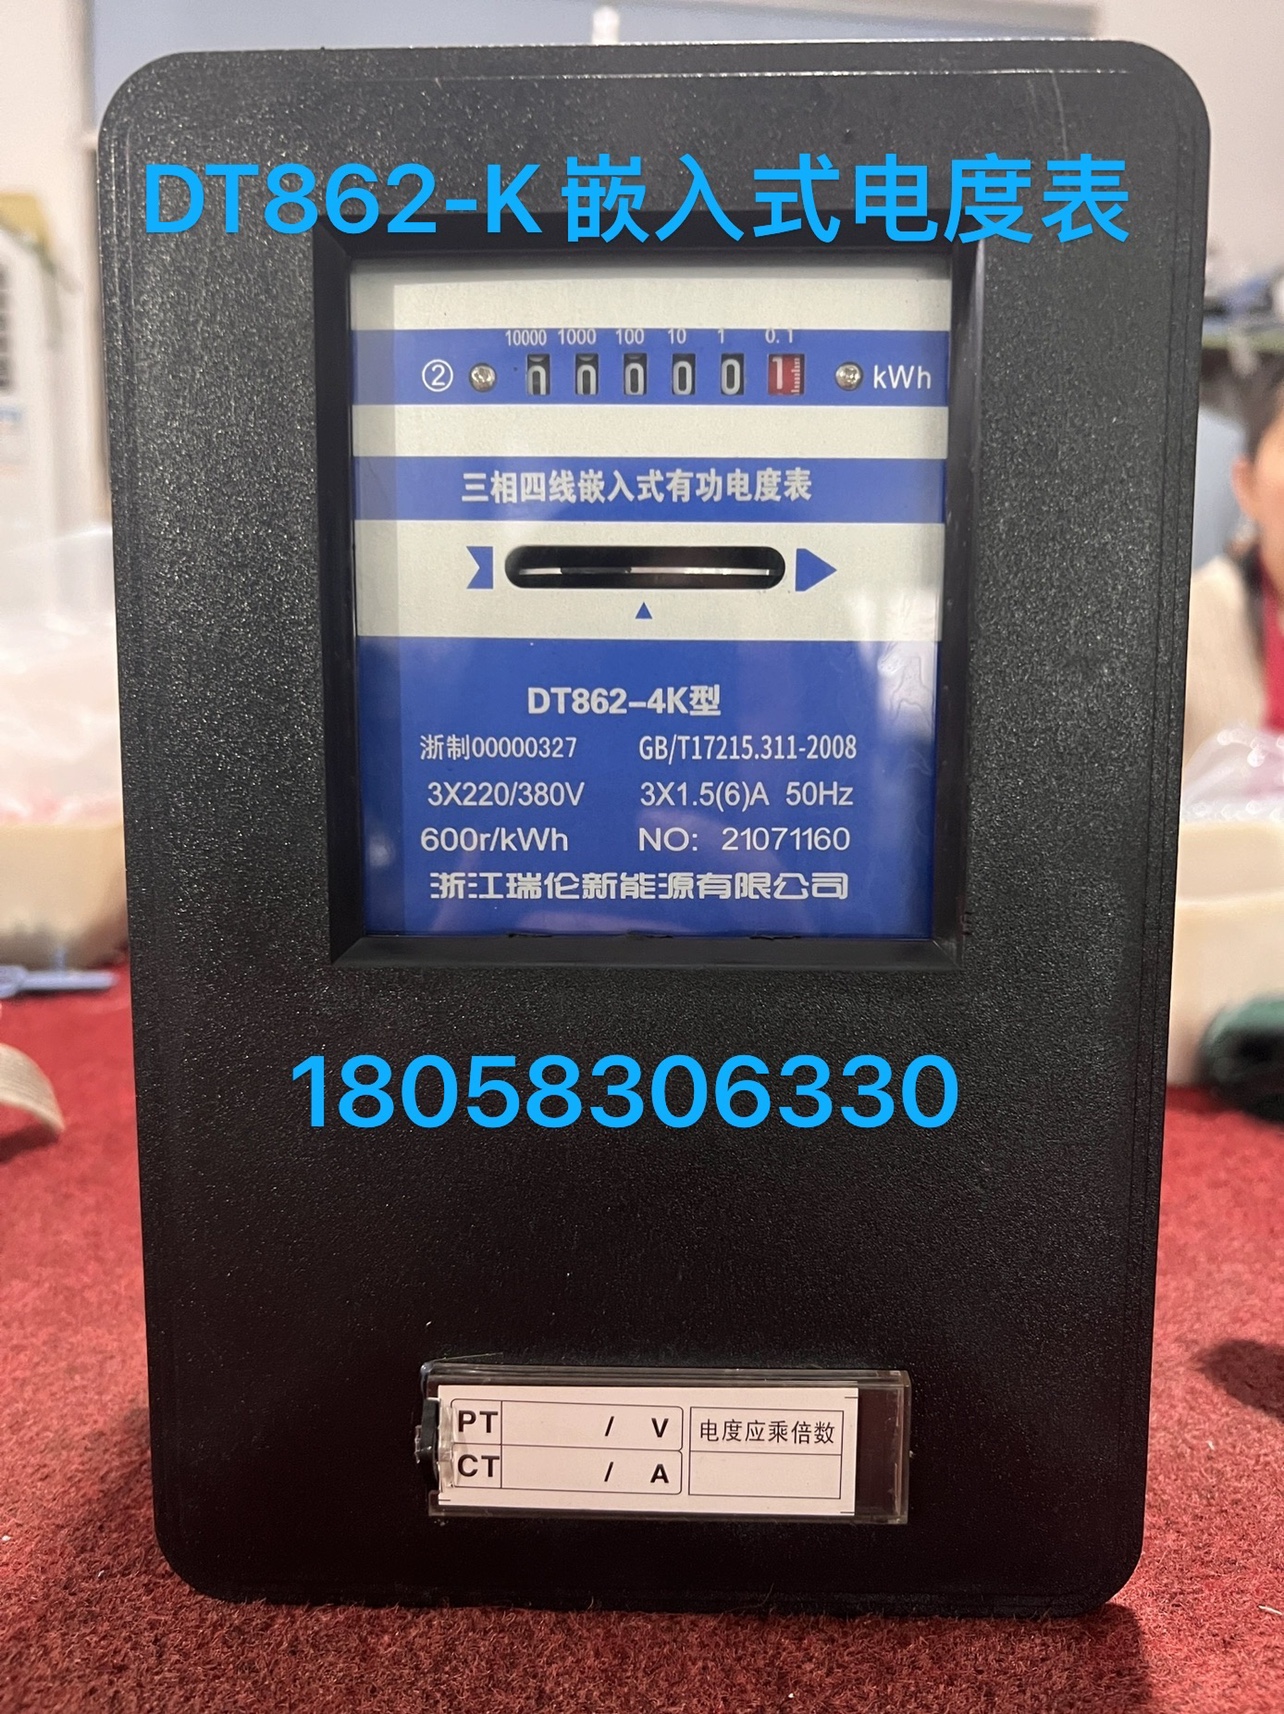 DT862-K嵌入式电度表
10000 1000 100 10 1 0.1
② 0 0 0 0 0 1 kWh
三相四线嵌入式有功电度表
DT862-4K型
浙制00000327 GB/T17215.311-2008
3X220/380V 3X1.5(6)A 50Hz
600r/kWh NO: 21071160
浙江瑞伦新能源有限公司
18058306330
PT / V 电度应乘倍数
CT / A